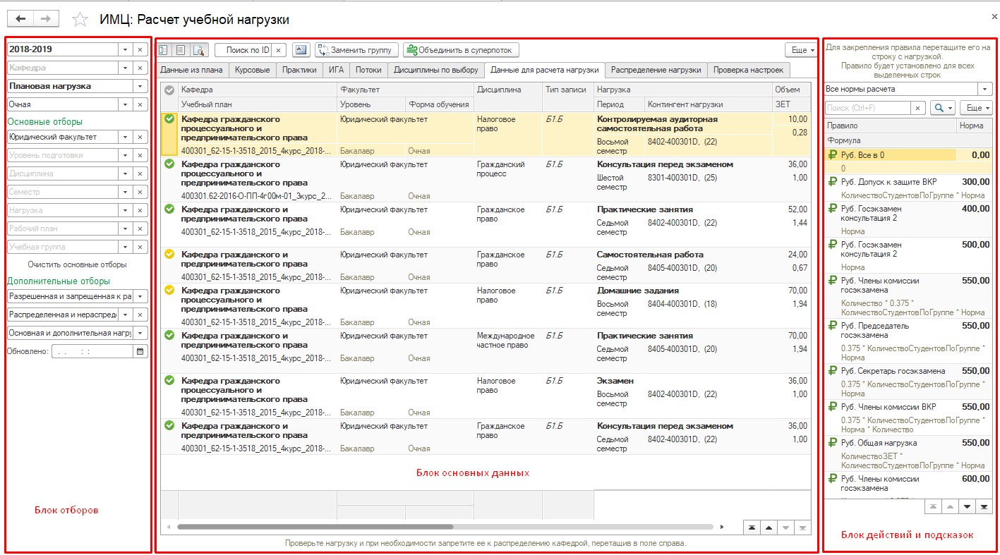 ИМЦ: Расчет учебной нагрузки
2018-2019
Кафедра
Плановая нагрузка
Очная
Основные отборы
Юридический факультет
Уровень подготовки
Дисциплина
Семестр
Нагрузка
Рабочий план
Учебная группа
Очистить основные отборы
Дополнительные отборы
Разрешенная и запрещенная к ра
Распределенная и нераспреде
Основная и дополнительная нагру
Обновлено: . . : :
Блок отборов
Поиск по ID Заменить группу Объединить в суперпоток Еще
Данные из плана Курсовые Практики ИГА Потоки Дисциплины по выбору Данные для расчета нагрузки Распределение нагрузки Проверка настроек
Кафедра Факультет Дисциплина Тип записи Нагрузка Объем
Учебный план Уровень Форма обучения Период Контингент нагрузки ЗЕТ
Кафедра гражданского Юридический факультет Налоговое Б1.Б Контролируемая аудиторная 10,00
процессуального и право самостоятельная работа
предпринимательского права 0,28
Восьмой 8402-400301D, (22)
400301_62-15-1-3518_2015_4курс_2018-... Бакалавр Очная семестр
Кафедра гражданского Юридический факультет Гражданский Б1.Б Консультация перед экзаменом 36,00
процессуального и процесс Шестой 8301-400301D, (25) 1,00
предпринимательского права семестр
400301.62-2016-О-ПП-4г00м-01_3курс_2... Бакалавр Очная
Кафедра гражданского и Юридический факультет Гражданское Б1.Б Практические занятия 52,00
предпринимательского права право Седьмой 8402-400301D, (22) 1,44
400301_62-15-1-3518_2015_4курс_2018-... Бакалавр Очная семестр
Кафедра гражданского и Юридический факультет Гражданское Б1.Б Самостоятельная работа 24,00
предпринимательского права право Седьмой 8405-400301D, (20) 0,67
400301_62-15-1-3518_2015_4курс_2018-... Бакалавр Очная семестр
Кафедра гражданского Юридический факультет Налоговое Б1.Б Домашние задания 70,00
процессуального и право Восьмой 8404-400301D, (18) 1,94
предпринимательского права семестр
400301_62-15-1-3518_2015_4курс_2018-... Бакалавр Очная
Кафедра гражданского и Юридический факультет Международное Б1.Б Практические занятия 70,00
предпринимательского права частное право Седьмой 8405-400301D, (20) 1,94
400301_62-15-1-3518_2015_4курс_2018-... Бакалавр Очная семестр
Кафедра гражданского Юридический факультет Налоговое Б1.Б Экзамен 36,00
процессуального и право Восьмой 8402-400301D, (22) 1,00
предпринимательского права семестр
400301_62-15-1-3518_2015_4курс_2018-... Бакалавр Очная
Кафедра гражданского и Юридический факультет Гражданское Б1.Б Консультация перед экзаменом 36,00
предпринимательского права право Седьмой 8402-400301D, (22) 1,00
400301_62-15-1-3518_2015_4курс_2018-... Бакалавр Очная семестр
Блок основных данных
Проверьте нагрузку и при необходимости запретите ее к распределению кафедрой, перетащив в поле справа.
Для закрепления правила перетащите его на
строку с нагрузкой.
Правило будет установлено для всех
выделенных строк
Все нормы расчета
Поиск (Ctrl+F) Еще
Правило Норма
Формула
Руб. Все в 0 0,00
0
Руб. Допуск к защите ВКР 300,00
КоличествоСтудентовПоГруппе * Норма
Руб. Госэкзамен 400,00
консультация 2
Норма
Руб. Госэкзамен 500,00
консультация 2
Норма
Руб. Члены комиссии 550,00
госэкзамена
Количество * 0.375 *
КоличествоСтудентовПоГруппе * Норма
Руб. Председатель 550,00
госэкзамена
0.375 * КоличествоСтудентовПоГруппе *
Норма
Руб. Секретарь госэкзамена 550,00
0.375 * КоличествоСтудентовПоГруппе *
Норма
Руб. Члены комиссии ВКР 550,00
0.375 * КоличествоСтудентовПоГруппе *
Норма * Количество
Руб. Общая нагрузка 550,00
КоличествоЗЕТ *
КоличествоСтудентовПоГруппе * Норма
Руб. Члены комиссии 600,00
госэкзамена
Блок действий и подсказок